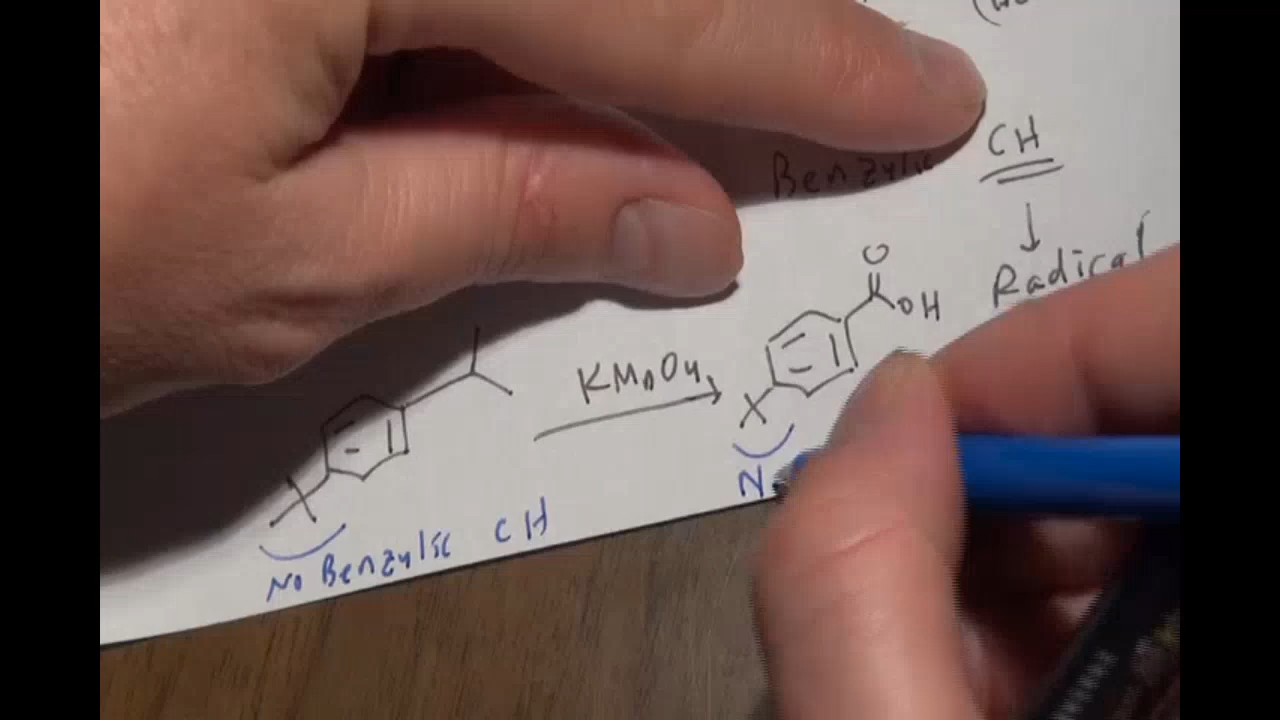 Benzylic CH
Radical
O
OH
KMnO4
N
No Benzylic CH